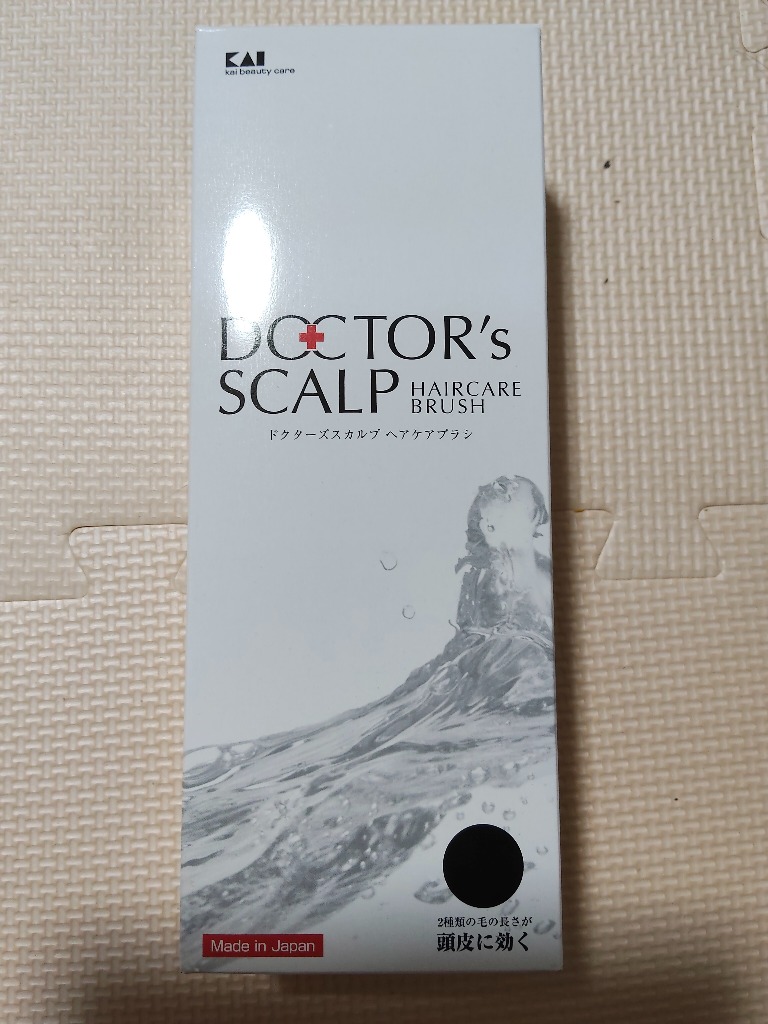 KAI
kai beauty care
DOCTOR's
SCALP HAIRCARE
BRUSH
ドクターズスカルプ ヘアケアブラシ
2種類の毛の長さが
頭皮に効く
Made in Japan